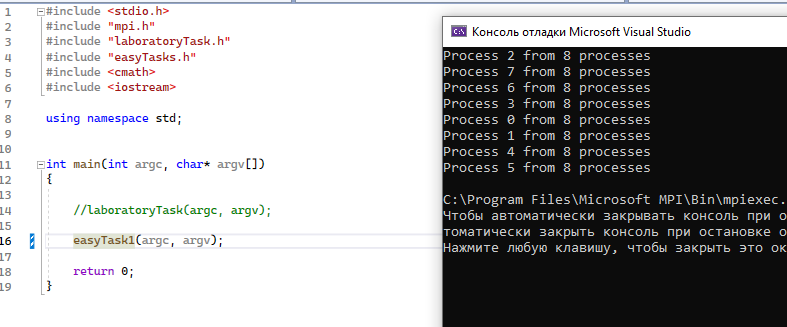 1 #include <stdio.h>
2 #include "mpi.h"
3 #include "laboratoryTask.h"
4 #include "easyTasks.h"
5 #include <cmath>
6 #include <iostream>
7
8 using namespace std;
9
10
11 int main(int argc, char* argv[])
12 {
13
14 //laboratoryTask(argc, argv);
15
16 easyTask1(argc, argv);
17
18 return 0;
19 }
Консоль отладки Microsoft Visual Studio
Process 2 from 8 processes
Process 7 from 8 processes
Process 6 from 8 processes
Process 3 from 8 processes
Process 0 from 8 processes
Process 1 from 8 processes
Process 4 from 8 processes
Process 5 from 8 processes
C:\Program Files\Microsoft MPI\Bin\mpiexec.
Чтобы автоматически закрывать консоль при о
томатически закрыть консоль при остановке о
Нажмите любую клавишу, чтобы закрыть это ок